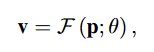 𝐯 = ℱ (𝐩; θ) ,